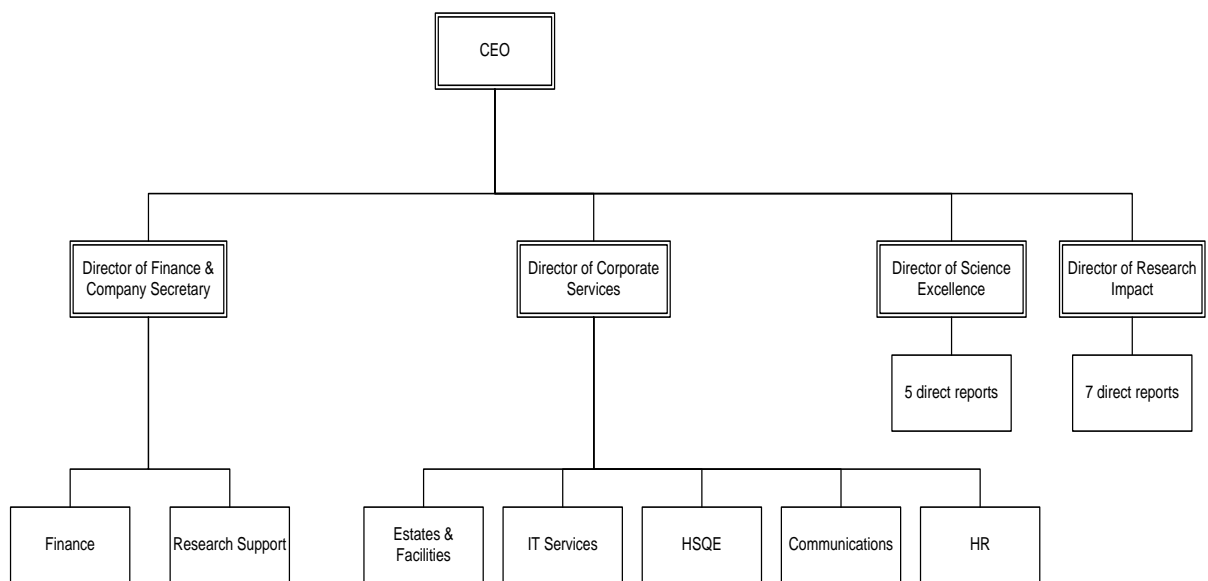 CEO
Director of Finance &
Company Secretary
Director of Corporate
Services
Director of Science
Excellence
Director of Research
Impact
5 direct reports
7 direct reports
Finance
Research Support
Estates &
Facilities
IT Services
HSQE
Communications
HR